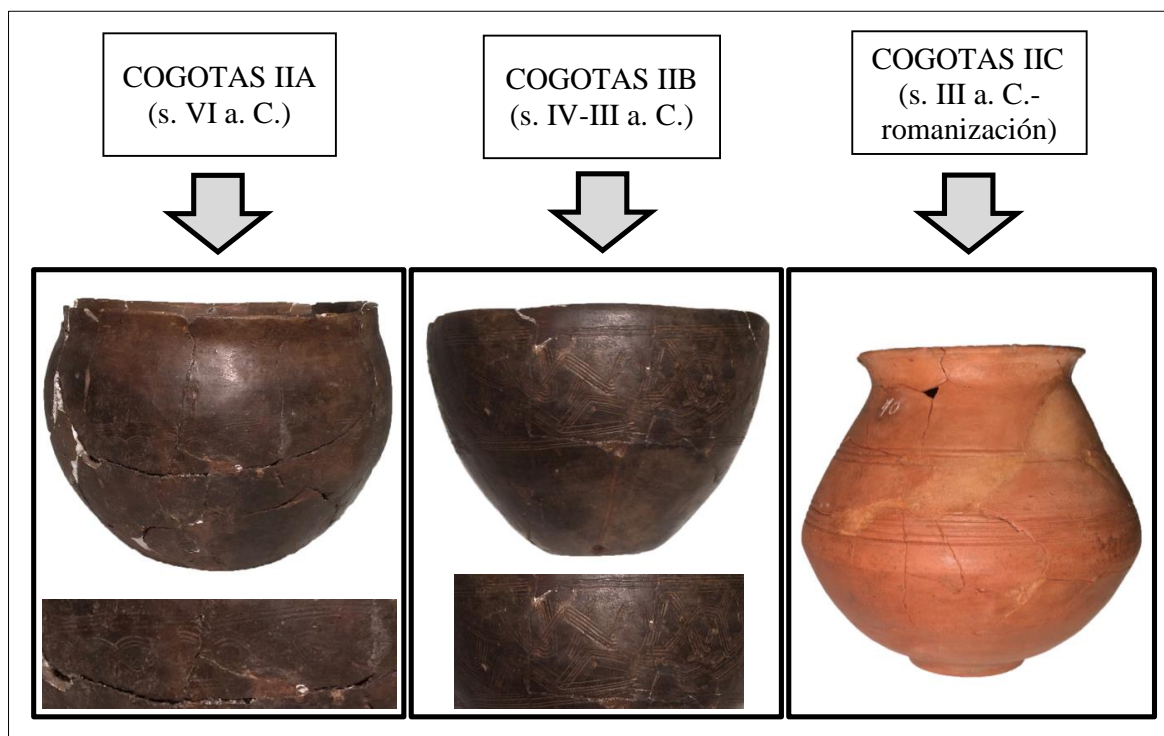 COGOTAS IIA
(s. VI a. C.)
COGOTAS IIB
(s. IV-III a. C.)
COGOTAS IIC
(s. III a. C.-
romanización)